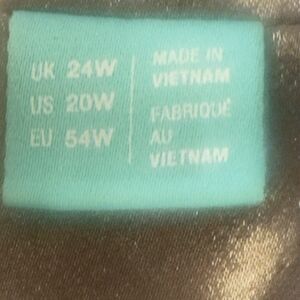 UK 24W
US 20W
EU 54W
MADE IN
VIETNAM
FABRIQUÉ
AU
VIETNAM